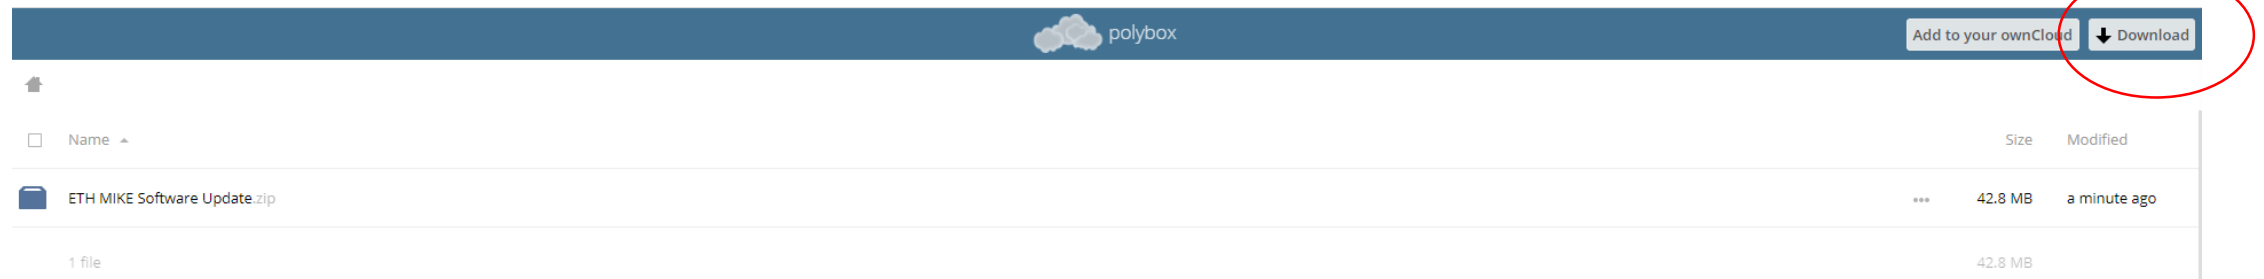 polybox
Add to your ownCloud Download
Name Size Modified
ETH MIKE Software Update.zip 42.8 MB a minute ago
1 file 42.8 MB